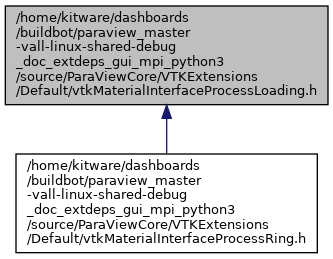 /home/kitware/dashboards
/buildbot/paraview_master
-vall-linux-shared-debug
_doc_extdeps_gui_mpi_python3
/source/ParaViewCore/VTKExtensions
/Default/vtkMaterialInterfaceProcessLoading.h
/home/kitware/dashboards
/buildbot/paraview_master
-vall-linux-shared-debug
_doc_extdeps_gui_mpi_python3
/source/ParaViewCore/VTKExtensions
/Default/vtkMaterialInterfaceProcessRing.h